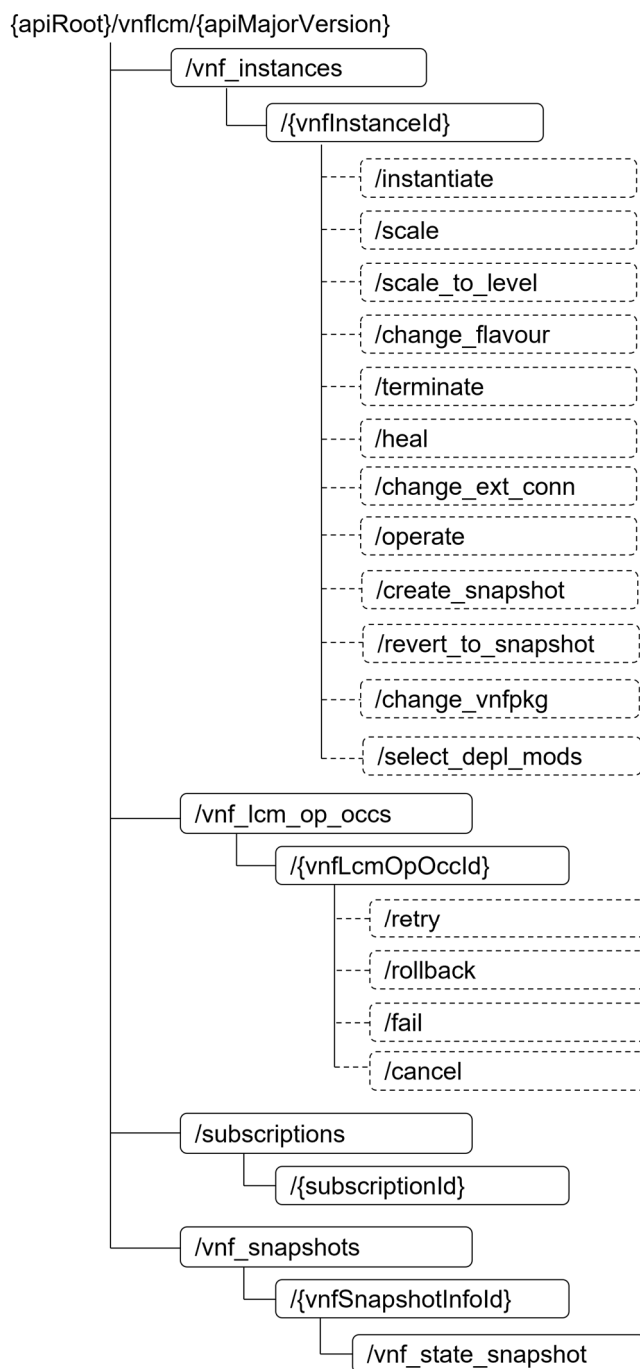 {apiRoot}/vnflcm/{apiMajorVersion}
/vnf_instances
/{vnfInstanceId}
/instantiate
/scale
/scale_to_level
/change_flavour
/terminate
/heal
/change_ext_conn
/operate
/create_snapshot
/revert_to_snapshot
/change_vnfpkg
/select_depl_mods
/vnf_lcm_op_occs
/{vnfLcmOpOccId}
/retry
/rollback
/fail
/cancel
/subscriptions
/{subscriptionId}
/vnf_snapshots
/{vnfSnapshotInfoId}
/vnf_state_snapshot